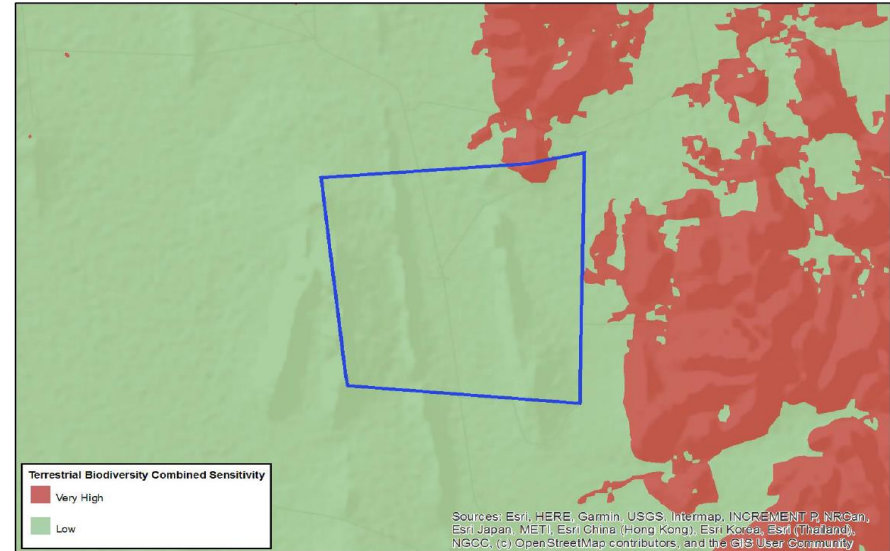 Terrestrial Biodiversity Combined Sensitivity
Very High
Low
Sources: Esri, HERE, Garmin, USGS, Intermap, INCREMENT P, NRCan,
Esri Japan, METI, Esri China (Hong Kong), Esri Korea, Esri (Thailand),
NGCC, (c) OpenStreetMap contributors, and the GIS User Community